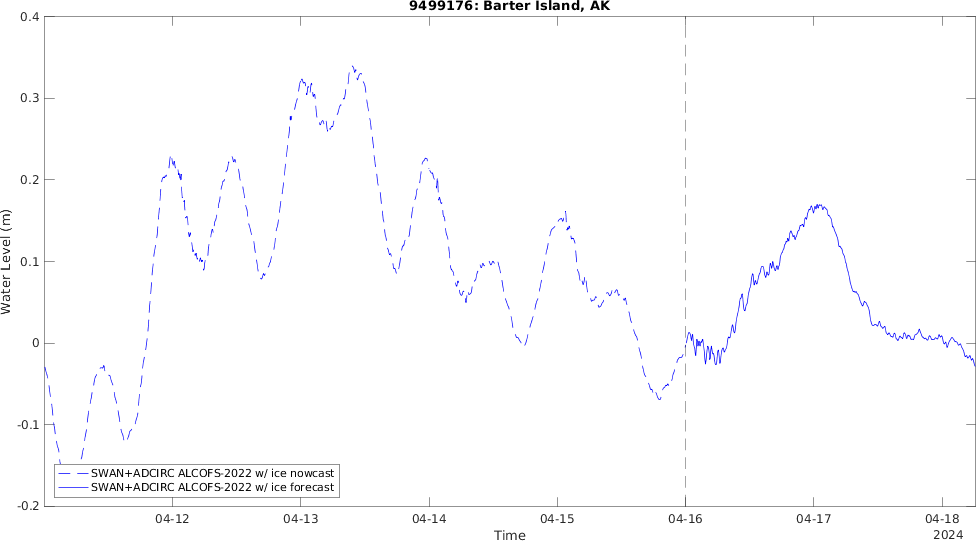 9499176: Barter Island, AK
0.4
0.3
0.2
0.1
0
-0.1
-0.2
Water Level (m)
SWAN+ADCIRC ALCOFS-2022 w/ ice nowcast
SWAN+ADCIRC ALCOFS-2022 w/ ice forecast
04-12 04-13 04-14 04-15 04-16 04-17 04-18
Time
2024